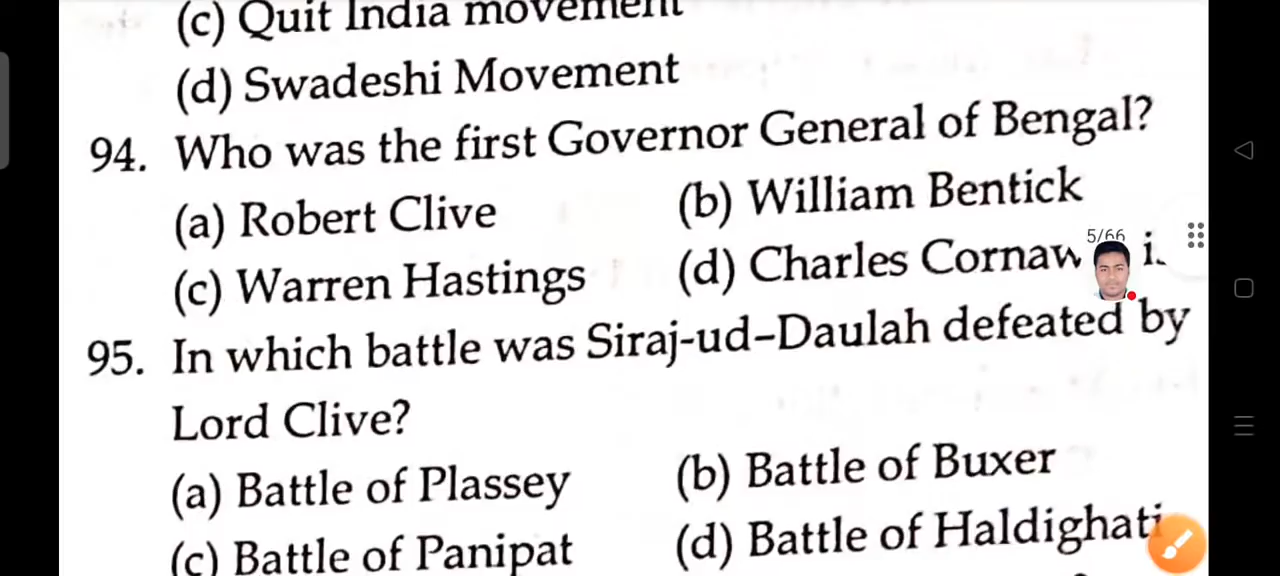 (c) Quit India movement
(d) Swadeshi Movement
94. Who was the first Governor General of Bengal?
(a) Robert Clive (b) William Bentick
(c) Warren Hastings (d) Charles
5/66
95. In which battle was Siraj-ud-Daulah defeated by
Lord Clive?
(a) Battle of Plassey (b) Battle of Buxer
(c) Battle of Panipat (d) Battle of Haldighati